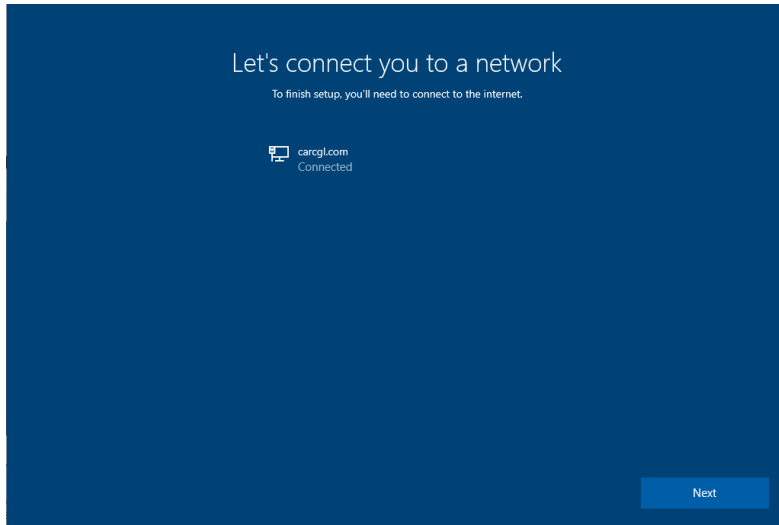 Let's connect you to a network
To finish setup, you'll need to connect to the internet.
carcgl.com
Connected
Next